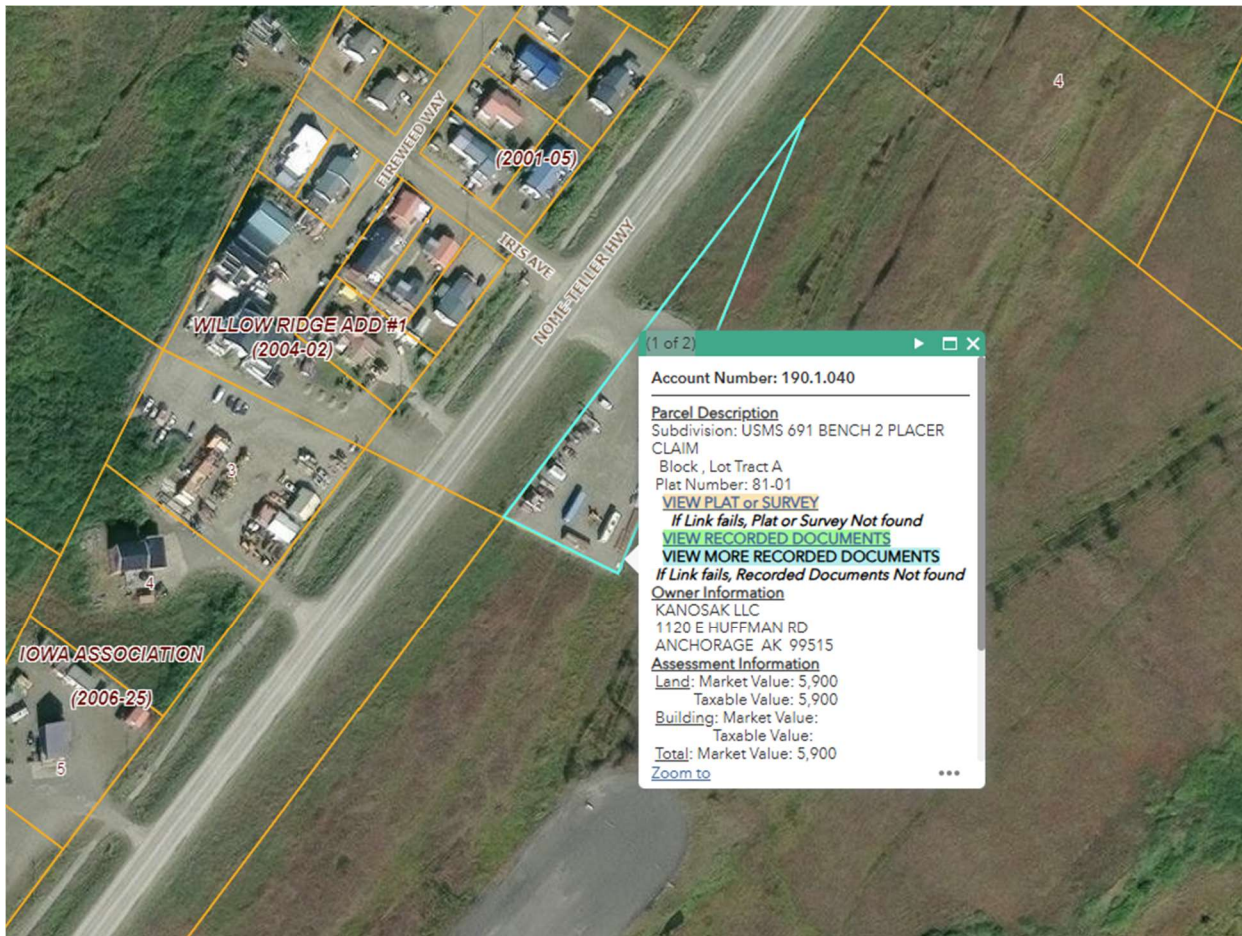 4
FIREWEED WAY
(2001-05)
IRIS AVE
NOME-TELLER HWY
WILLOW RIDGE ADD #1
(2004-02)
3
4
IOWA ASSOCIATION
(2006-25)
5
(1 of 2)
Account Number: 190.1.040
Parcel Description
Subdivision: USMS 691 BENCH 2 PLACER
CLAIM
Block , Lot Tract A
Plat Number: 81-01
VIEW PLAT or SURVEY
If Link fails, Plat or Survey Not found
VIEW RECORDED DOCUMENTS
VIEW MORE RECORDED DOCUMENTS
If Link fails, Recorded Documents Not found
Owner Information
KANOSAK LLC
1120 E HUFFMAN RD
ANCHORAGE AK 99515
Assessment Information
Land: Market Value: 5,900
Taxable Value: 5,900
Building: Market Value:
Taxable Value:
Total: Market Value: 5,900
Zoom to